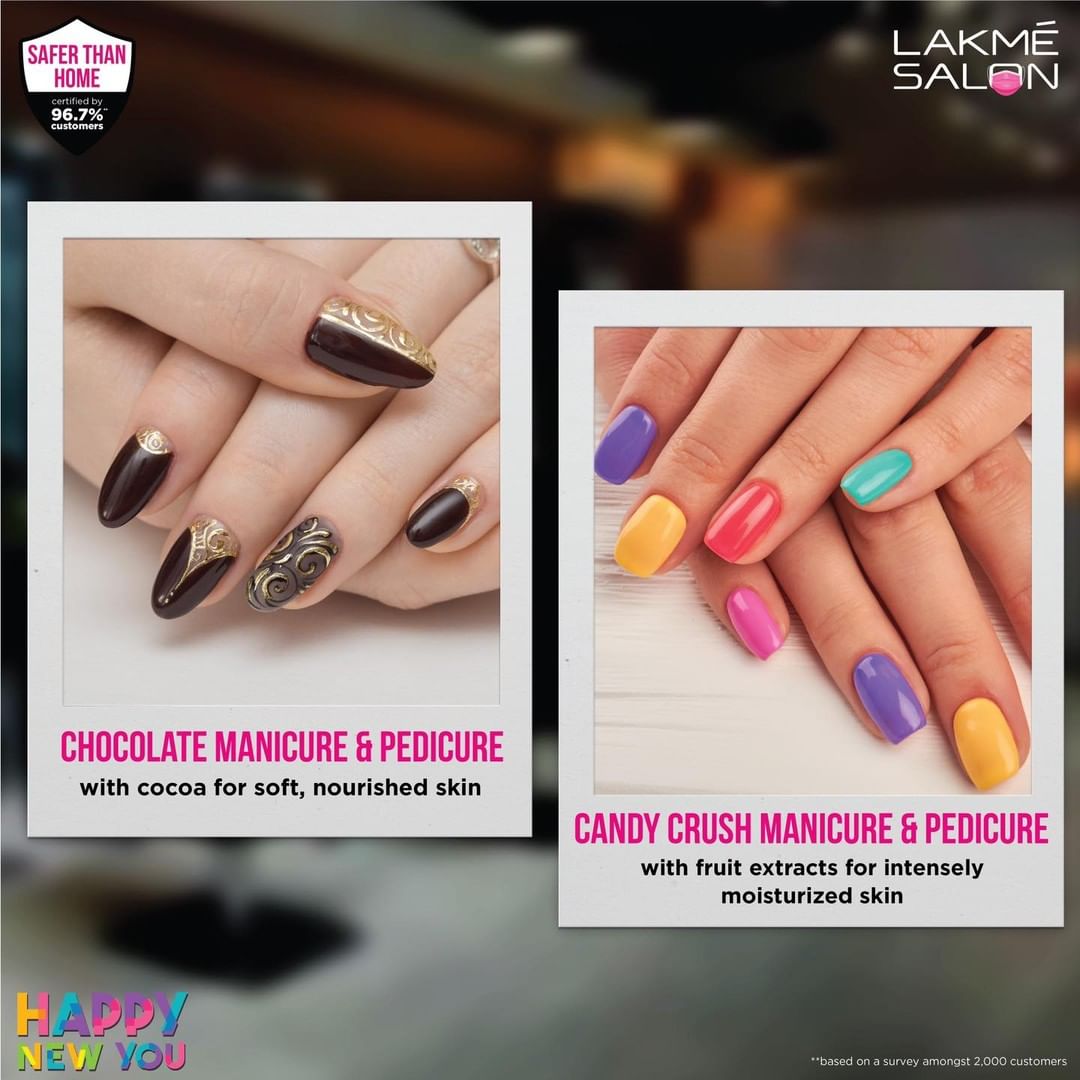 SAFER THAN
HOME
certified by
96.7%**
customers
LAKMÉ
SALON
CHOCOLATE MANICURE & PEDICURE
with cocoa for soft, nourished skin
CANDY CRUSH MANICURE & PEDICURE
with fruit extracts for intensely
moisturized skin
HAPPY
NEW YOU
**based on a survey amongst 2,000 customers